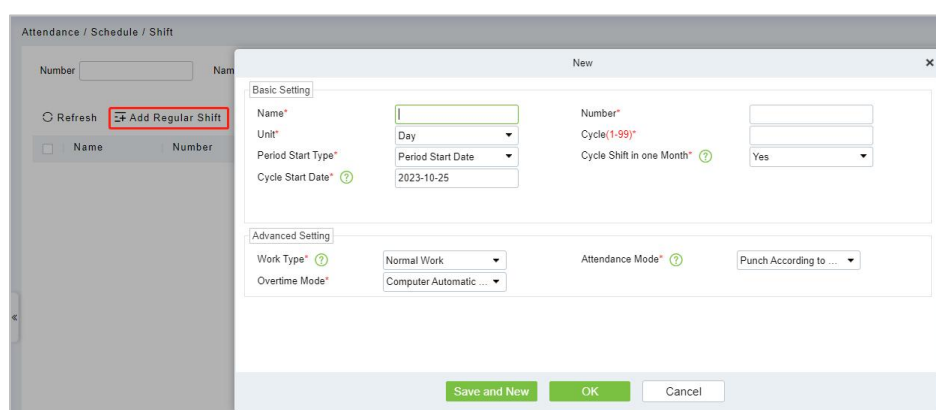 Attendance / Schedule / Shift
Number Nam
New ×
Basic Setting
Name* Number*
Unit* Day Cycle(1-99)*
Period Start Type* Period Start Date Cycle Shift in one Month* ? Yes
Cycle Start Date* ? 2023-10-25
Refresh Add Regular Shift
Name Number
Advanced Setting
Work Type* ? Normal Work Attendance Mode* ? Punch According to ...
Overtime Mode* Computer Automatic ...
«
Save and New OK Cancel